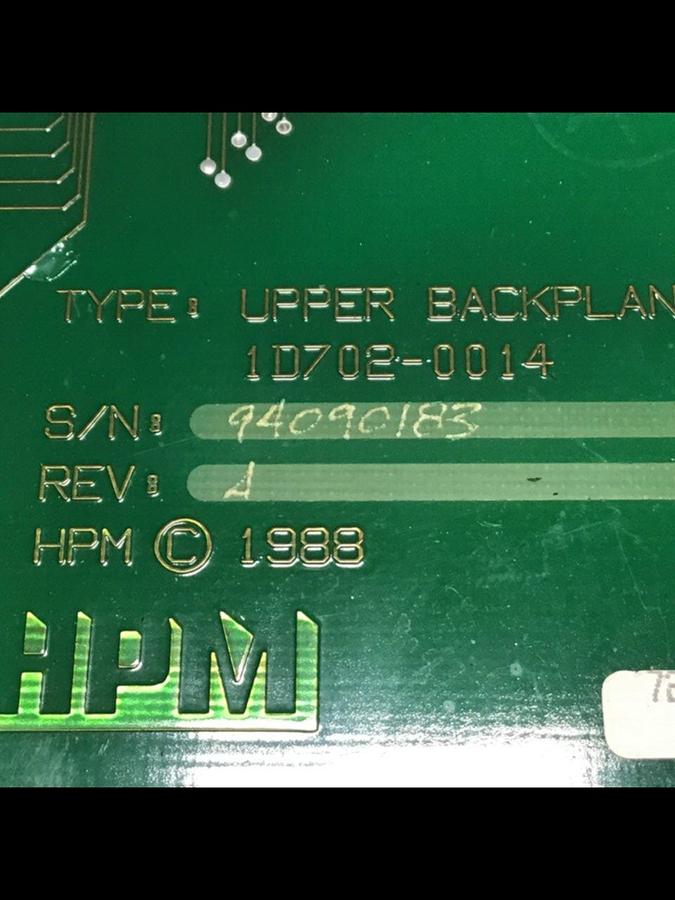 TYPE: UPPER BACKPLAN
1D702-0014
S/N: 94090183
REV: A
HPM © 1988
HPM